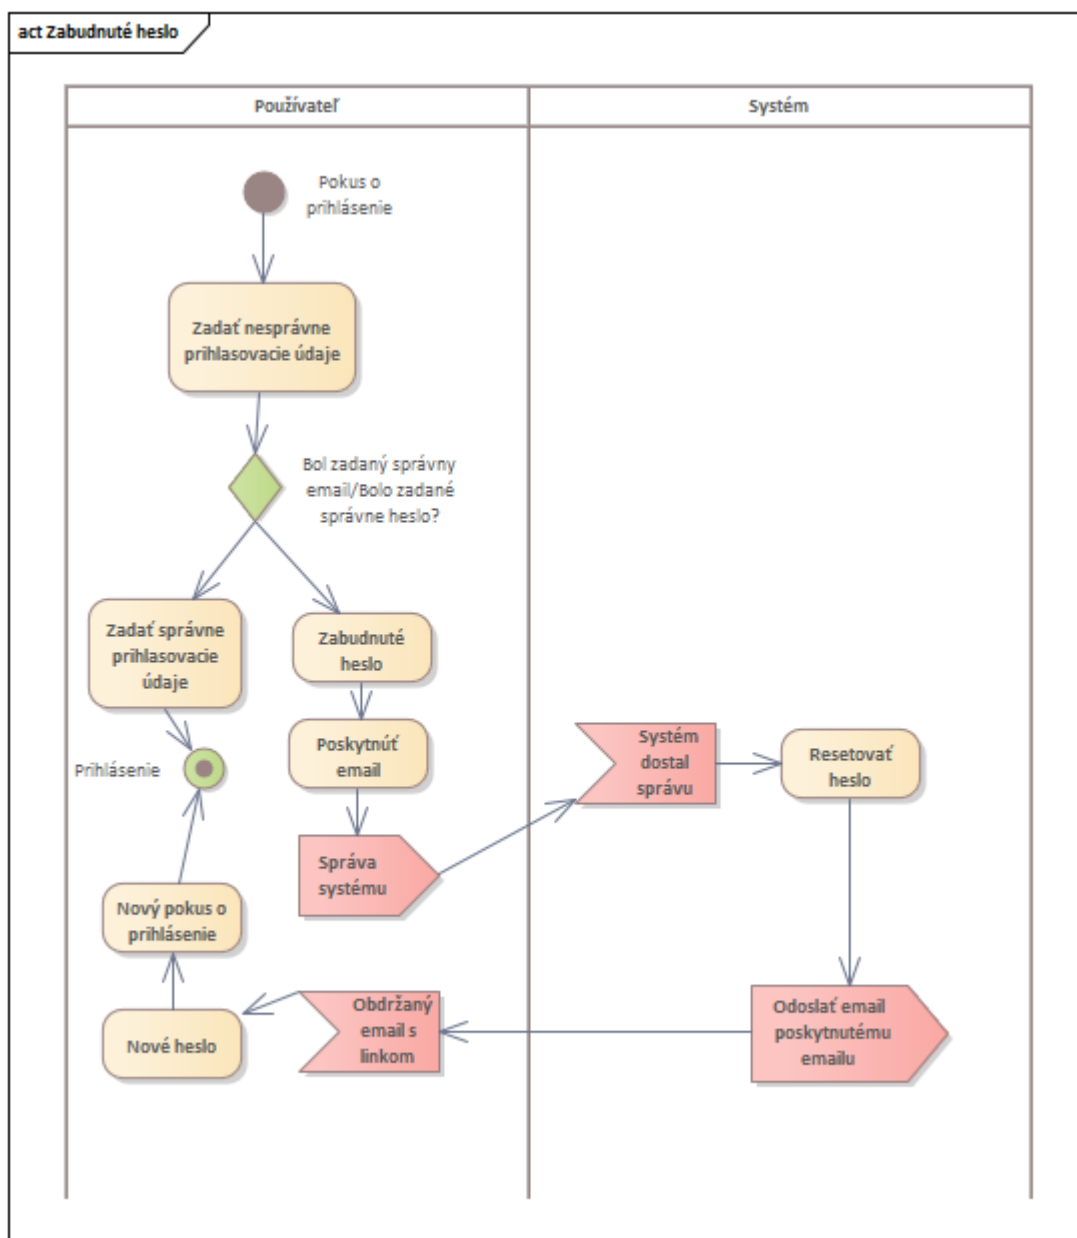 act Zabudnuté heslo
Používateľ
Systém
Pokus o
prihlásenie
Zadať nesprávne
prihlasovacie údaje
Bol zadaný správny
email/Bolo zadané
správne heslo?
Zadať správne
prihlasovacie
údaje
Zabudnuté
heslo
Prihlásenie
Poskytnúť
email
Systém
dostal
správu
Resetovať
heslo
Správa
systému
Nový pokus o
prihlásenie
Nové heslo
Obdržaný
email s
linkom
Odoslať email
poskytnutému
emailu